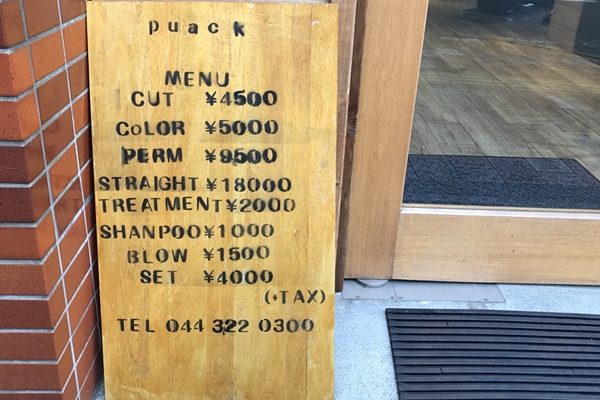 puack
MENU
CUT ¥4500
COLOR ¥5000
PERM ¥9500
STRAIGHT ¥18000
TREATMENT ¥2000
SHANPOO ¥1000
BLOW ¥1500
SET ¥4000
(+TAX)
TEL 044 322 0300